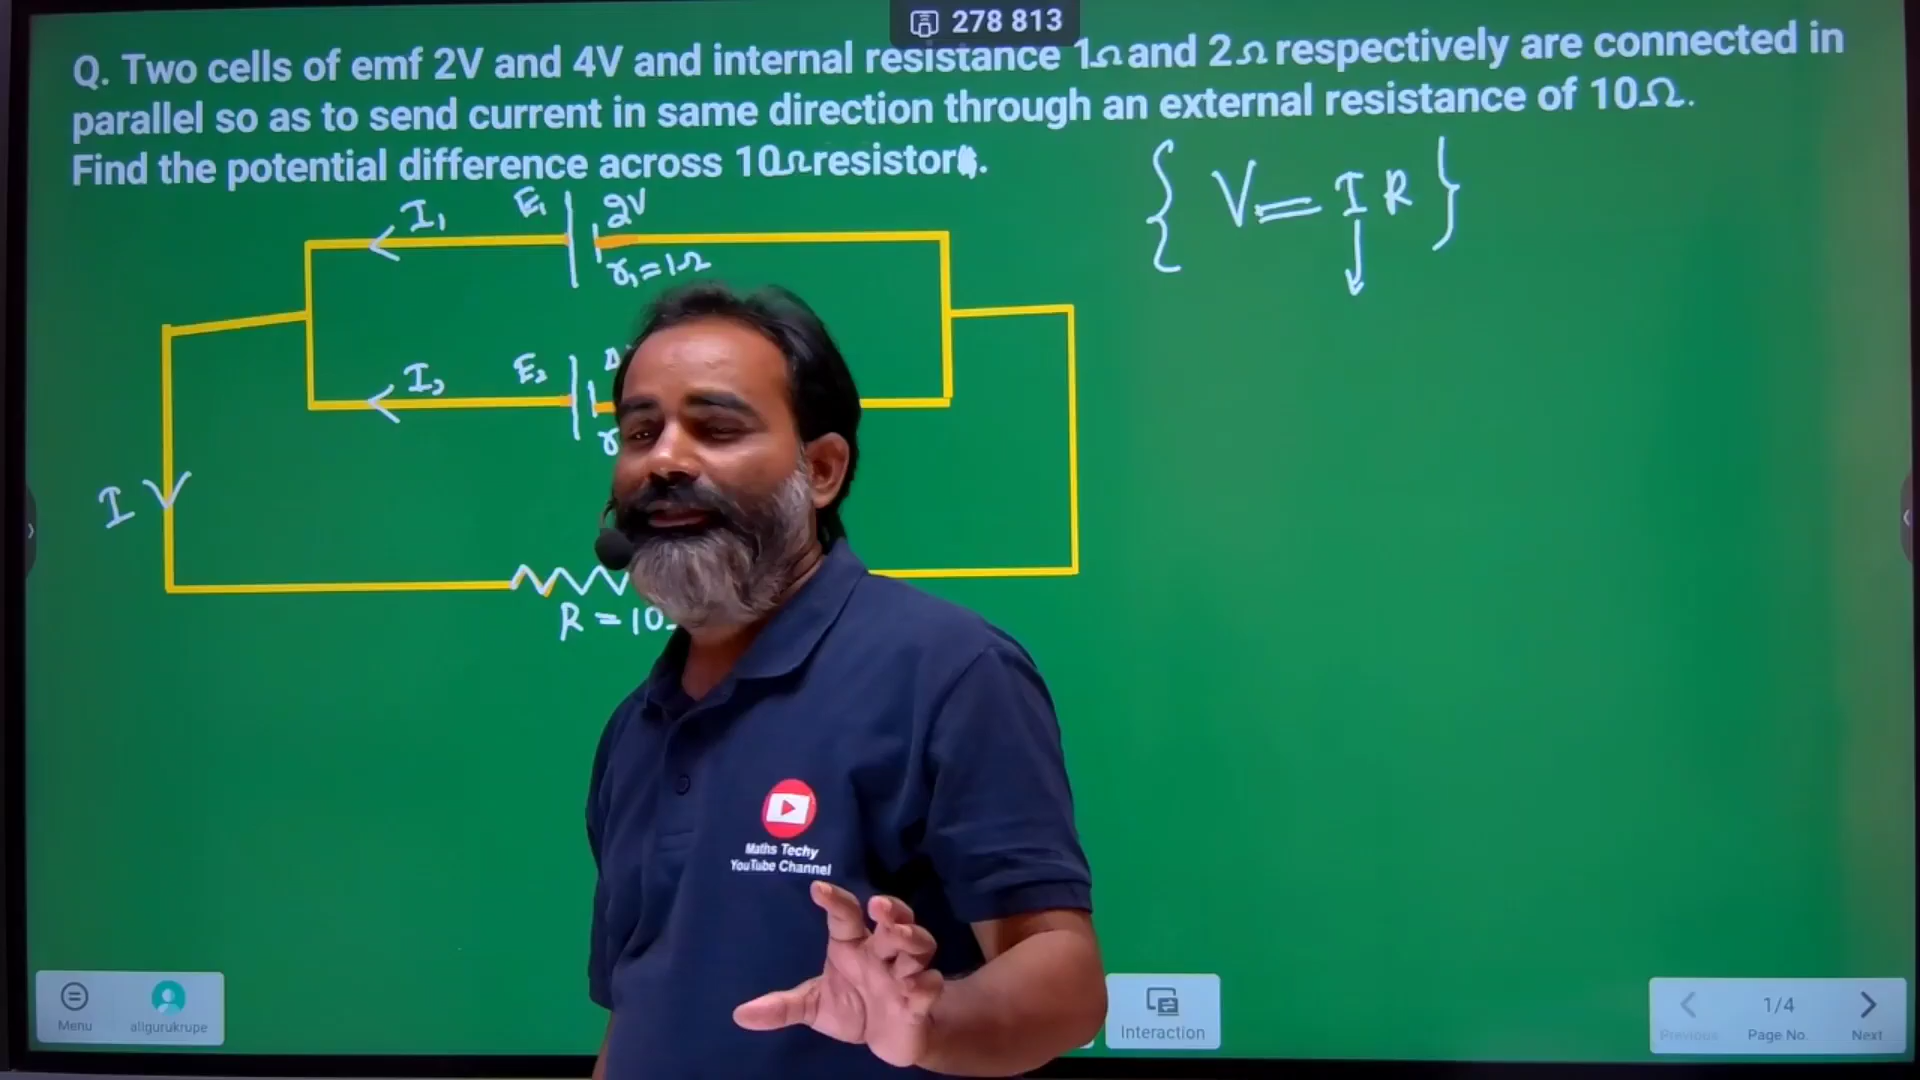 278 813
Q. Two cells of emf 2V and 4V and internal resistance 1Ω and 2Ω respectively are connected in
parallel so as to send current in same direction through an external resistance of 10Ω.
Find the potential difference across 10Ω resistor.
{ V = I R }
I₁
E₁
2V
r₁ = 1Ω
I₂
E₂
I
R = 10
Maths Techy
YouTube Channel
Menu
allgurukrupe
Interaction
Previous
1/4
Page No.
Next